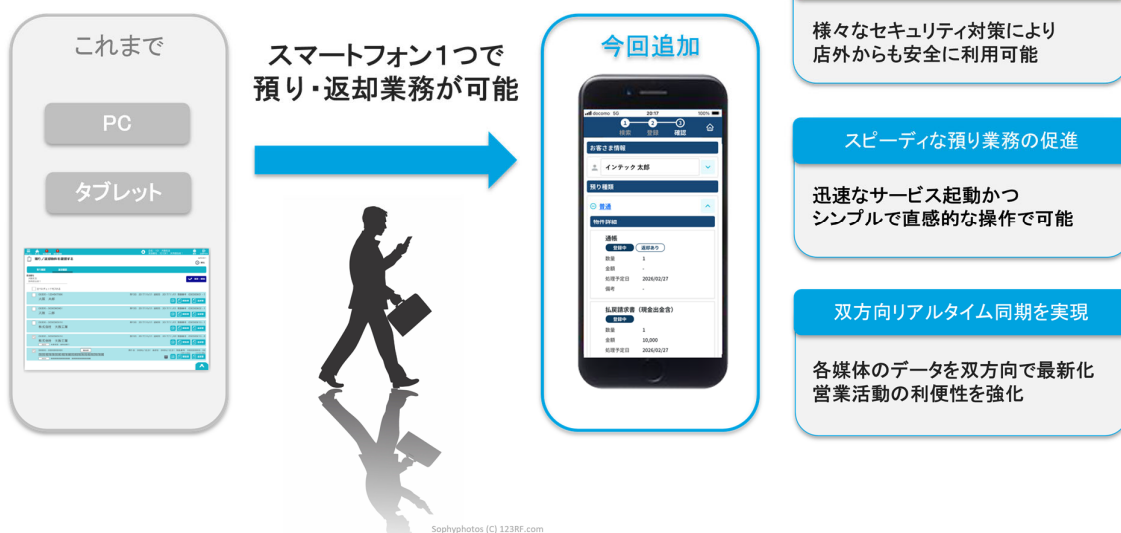 これまで
PC
タブレット
スマートフォン1つで
預り・返却業務が可能
今回追加
docomo 5G 20:17 100%
1 2 3
検索 登録 確認
お客さま情報
インテック 太郎
預り種類
普通
物件詳細
通帳
登録中 返却あり
数量 1
金額 -
処理予定日 2026/02/27
備考 -
払戻請求書（現金出金含）
登録中
数量 1
金額 10,000
処理予定日 2026/02/27
様々なセキュリティ対策により
店外からも安全に利用可能
スピーディな預り業務の促進
迅速なサービス起動かつ
シンプルで直感的な操作で可能
双方向リアルタイム同期を実現
各媒体のデータを双方向で最新化
営業活動の利便性を強化
Sophyphotos (C) 123RF.com